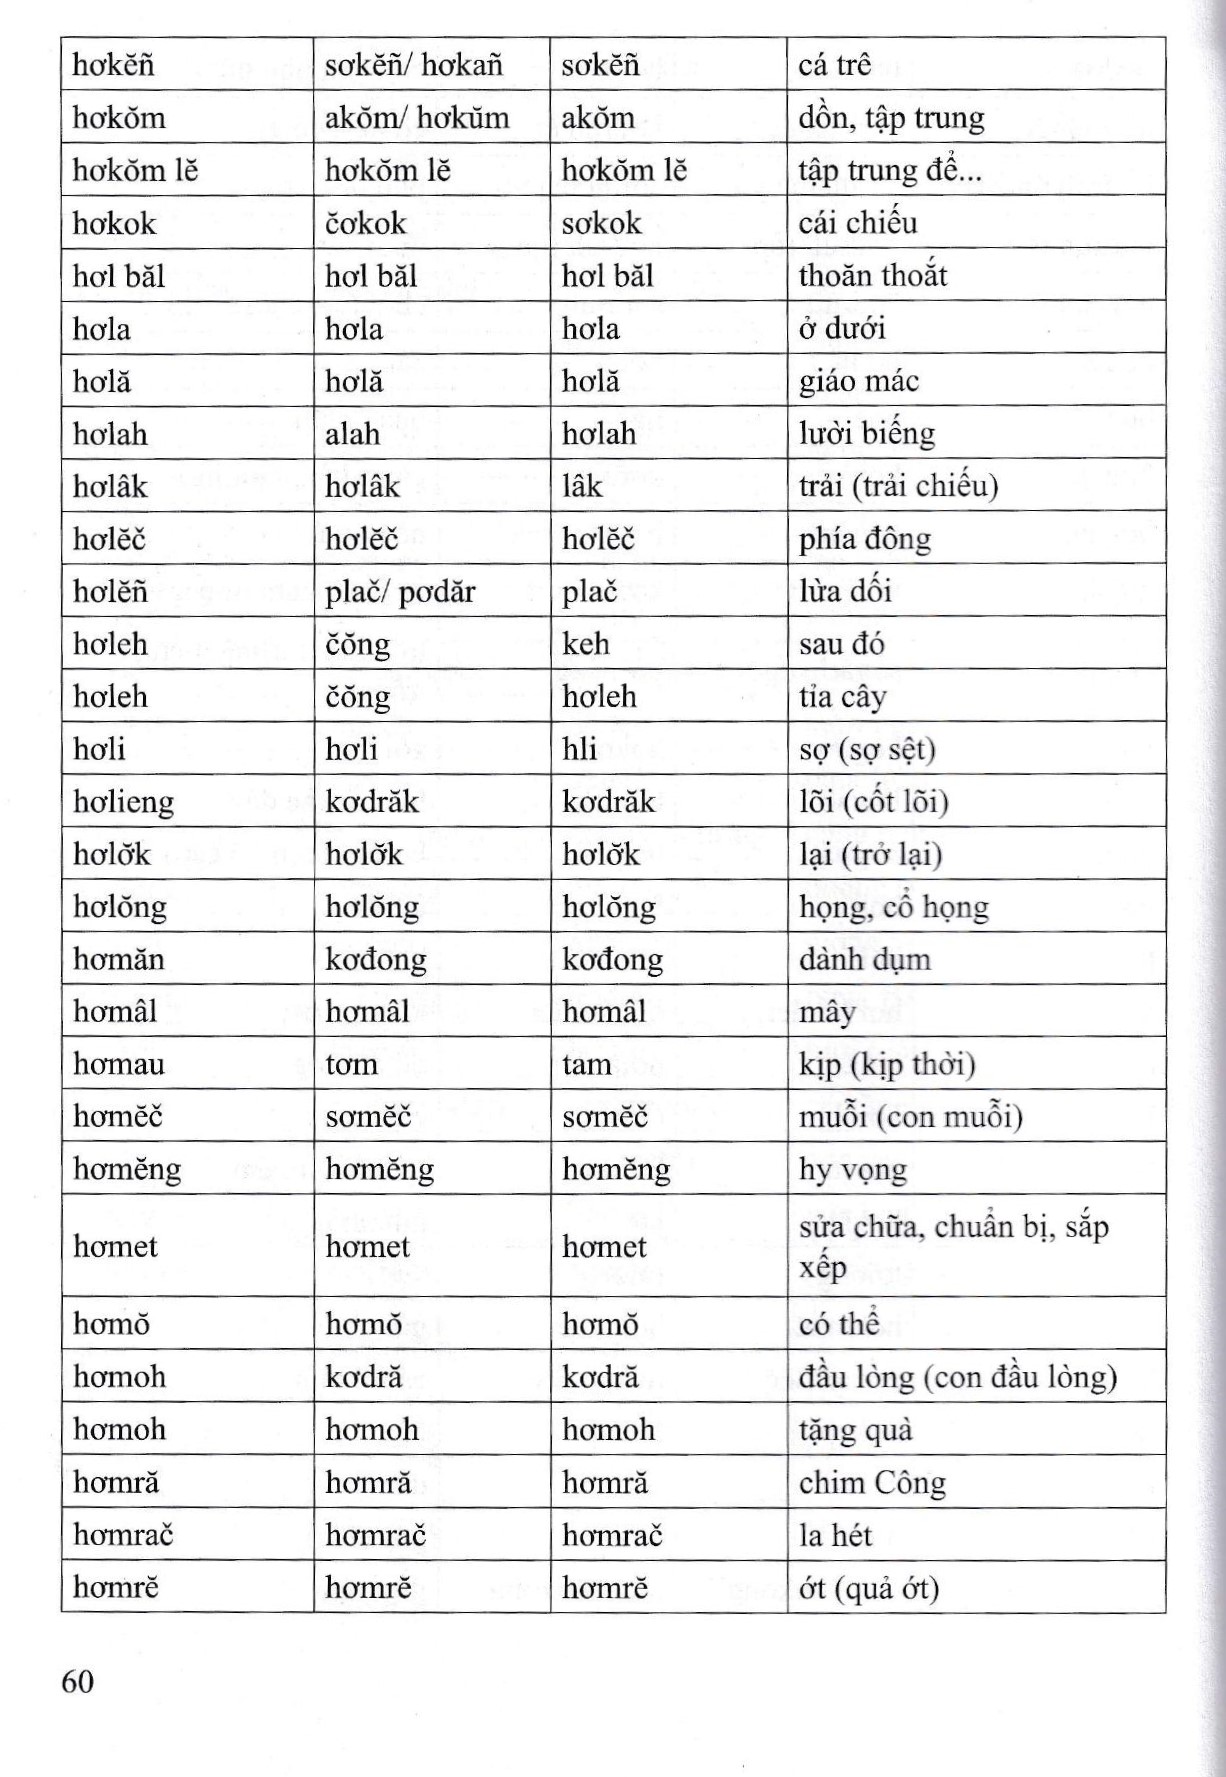 hơkĕñ sơkĕñ/ hơkañ sơkĕñ cá trê
hơkŏm akŏm/ hơkŭm akŏm dồn, tập trung
hơkŏm lĕ hơkŏm lĕ hơkŏm lĕ tập trung để...
hơkok čơkok sơkok cái chiếu
hơl băl hơl băl hơl băl thoăn thoắt
hơla hơla hơla ở dưới
hơlă hơlă hơlă giáo mác
hơlah alah hơlah lười biếng
hơlâk hơlâk lâk trải (trải chiếu)
hơlĕč hơlĕč hơlĕč phía đông
hơlĕñ plač/ pơdăr plač lừa dối
hơleh čŏng keh sau đó
hơleh čŏng hơleh tỉa cây
hơli hơli hli sợ (sợ sệt)
hơlieng kơdrăk kơdrăk lõi (cốt lõi)
hơlơ̆k hơlơ̆k hơlơ̆k lại (trở lại)
hơlŏng hơlŏng hơlŏng họng, cổ họng
hơmăn kơđong kơđong dành dụm
hơmâl hơmâl hơmâl mây
hơmau tơm tam kịp (kịp thời)
hơmĕč sơmĕč sơmĕč muỗi (con muỗi)
hơmĕng hơmĕng hơmĕng hy vọng
hơmet hơmet hơmet sửa chữa, chuẩn bị, sắp
xếp
hơmŏ hơmŏ hơmŏ có thể
hơmoh kơdră kơdră đầu lòng (con đầu lòng)
hơmoh hơmoh hơmoh tặng quà
hơmră hơmră hơmră chim Công
hơmrač hơmrač hơmrač la hét
hơmrĕ hơmrĕ hơmrĕ ớt (quả ớt)
60